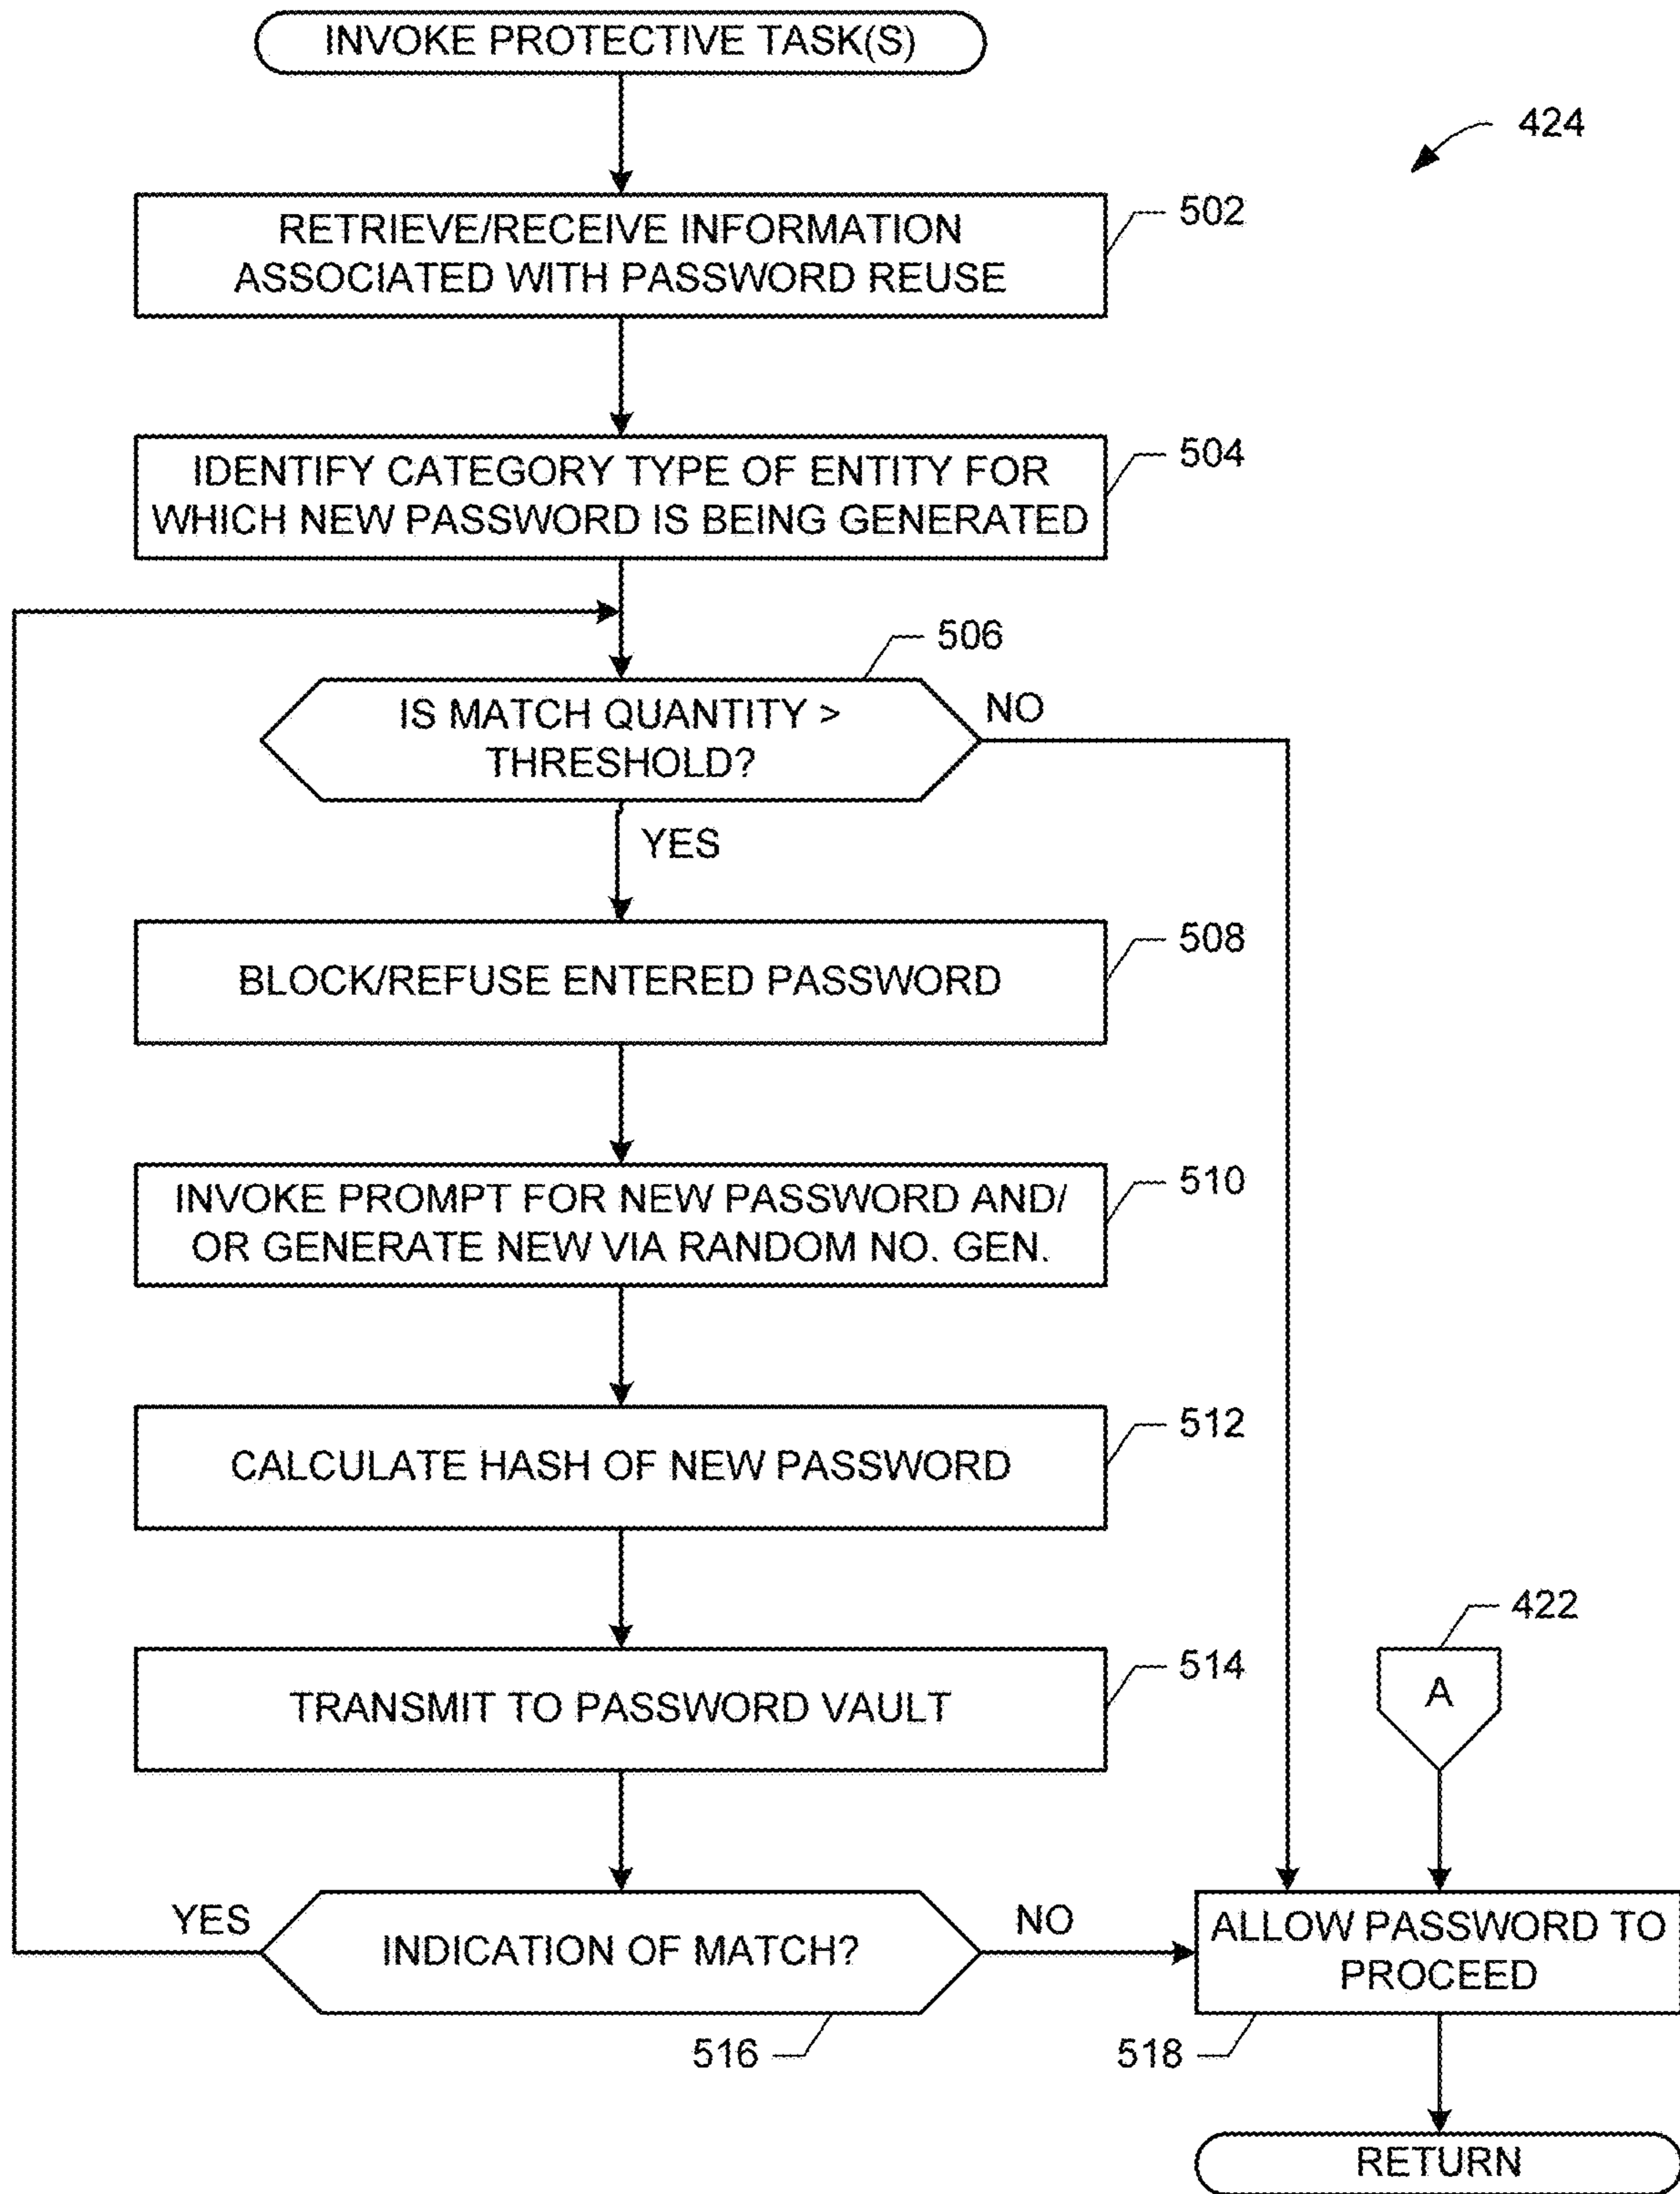 INVOKE PROTECTIVE TASK(S)
424
RETRIEVE/RECEIVE INFORMATION
ASSOCIATED WITH PASSWORD REUSE
502
IDENTIFY CATEGORY TYPE OF ENTITY FOR
WHICH NEW PASSWORD IS BEING GENERATED
504
506
IS MATCH QUANTITY >
THRESHOLD?
NO
YES
BLOCK/REFUSE ENTERED PASSWORD
508
INVOKE PROMPT FOR NEW PASSWORD AND/
OR GENERATE NEW VIA RANDOM NO. GEN.
510
CALCULATE HASH OF NEW PASSWORD
512
TRANSMIT TO PASSWORD VAULT
514
422
A
YES
INDICATION OF MATCH?
NO
516
ALLOW PASSWORD TO
PROCEED
518
RETURN